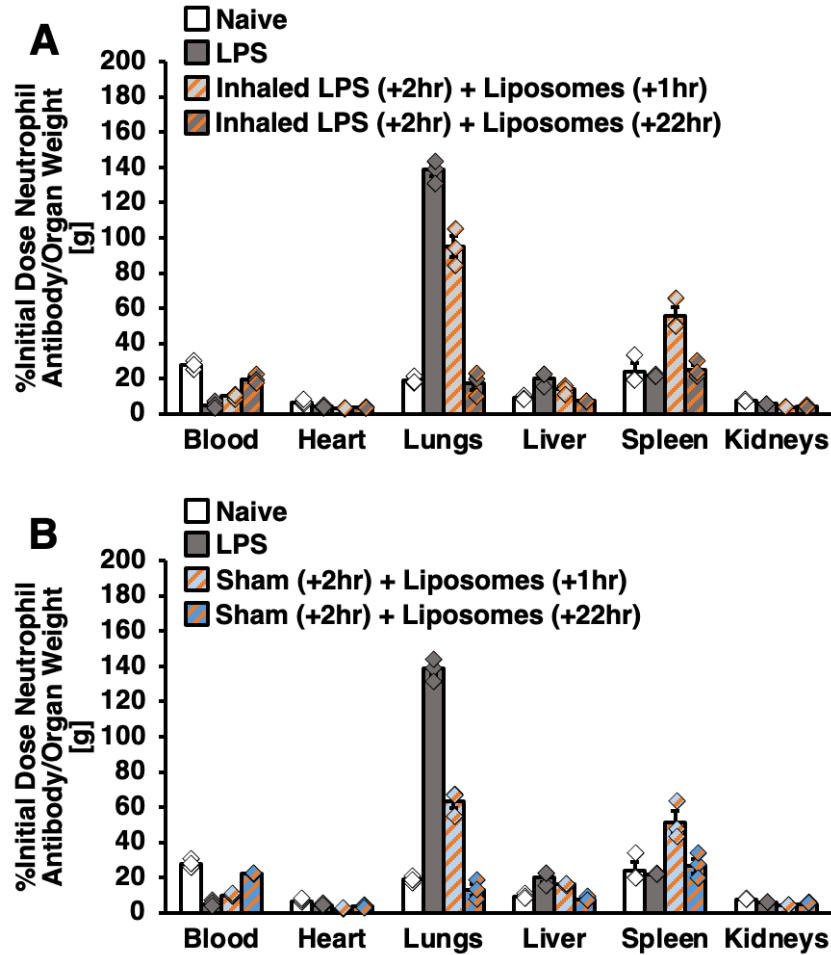 A
Naive
LPS
Inhaled LPS (+2hr) + Liposomes (+1hr)
Inhaled LPS (+2hr) + Liposomes (+22hr)
%Initial Dose Neutrophil
Antibody/Organ Weight
[g]
200
180
160
140
120
100
80
60
40
20
0
Blood Heart Lungs Liver Spleen Kidneys
B
Naive
LPS
Sham (+2hr) + Liposomes (+1hr)
Sham (+2hr) + Liposomes (+22hr)
%Initial Dose Neutrophil
Antibody/Organ Weight
[g]
200
180
160
140
120
100
80
60
40
20
0
Blood Heart Lungs Liver Spleen Kidneys